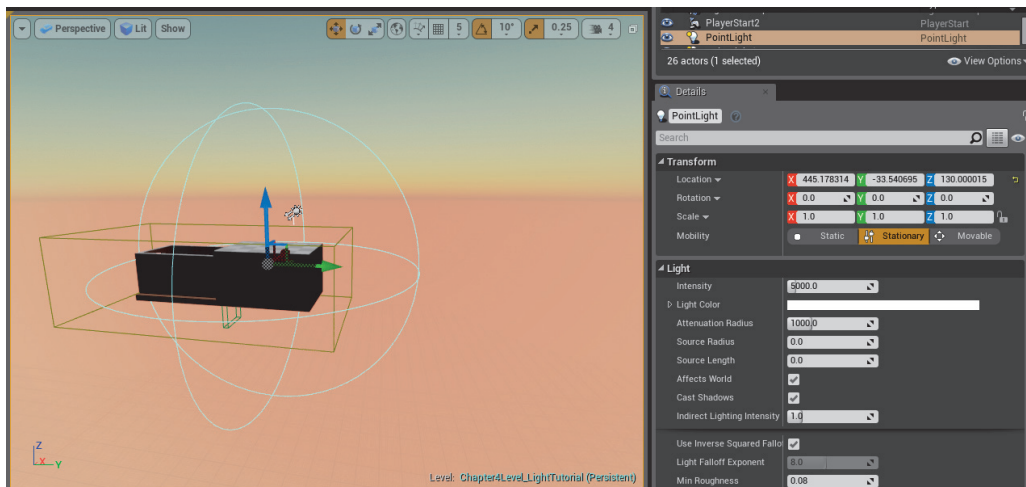 Perspective Lit Show 5 10° 0.25 4
PlayerStart2 PlayerStart
PointLight PointLight
26 actors (1 selected) View Options
Details
PointLight
Search
Transform
Location X 445.178314 Y -33.540695 Z 130.000015
Rotation X 0.0 Y 0.0 Z 0.0
Scale X 1.0 Y 1.0 Z 1.0
Mobility Static Stationary Movable
Light
Intensity 5000.0
Light Color
Attenuation Radius 1000.0
Source Radius 0.0
Source Length 0.0
Affects World
Cast Shadows
Indirect Lighting Intensity 1.0
Use Inverse Squared Fallo
Light Falloff Exponent 8.0
Min Roughness 0.08
Z
X Y
Level: Chapter4Level_LightTutorial (Persistent)